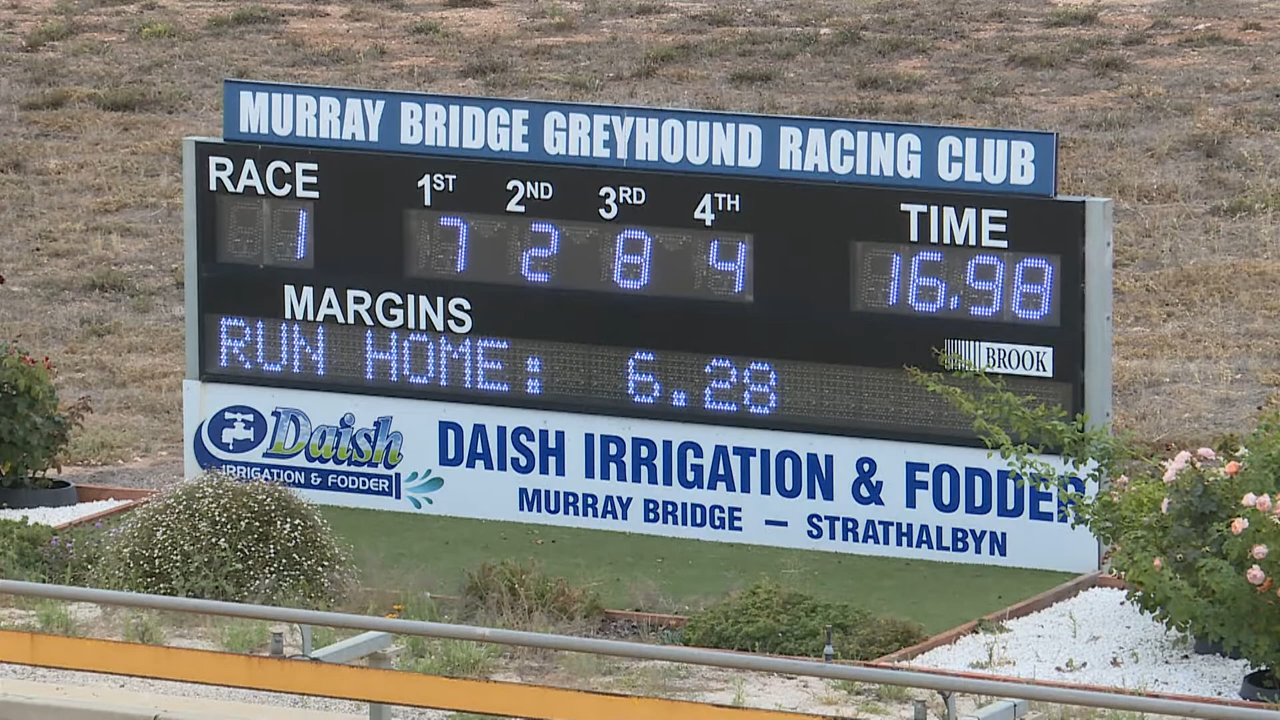 MURRAY BRIDGE GREYHOUND RACING CLUB
RACE 1ST 2ND 3RD 4TH TIME
1 7 2 8 4 16.98
MARGINS
BROOK
RUN HOME: 6.28
Daish
IRRIGATION & FODDER
DAISH IRRIGATION & FODDER
MURRAY BRIDGE – STRATHALBYN